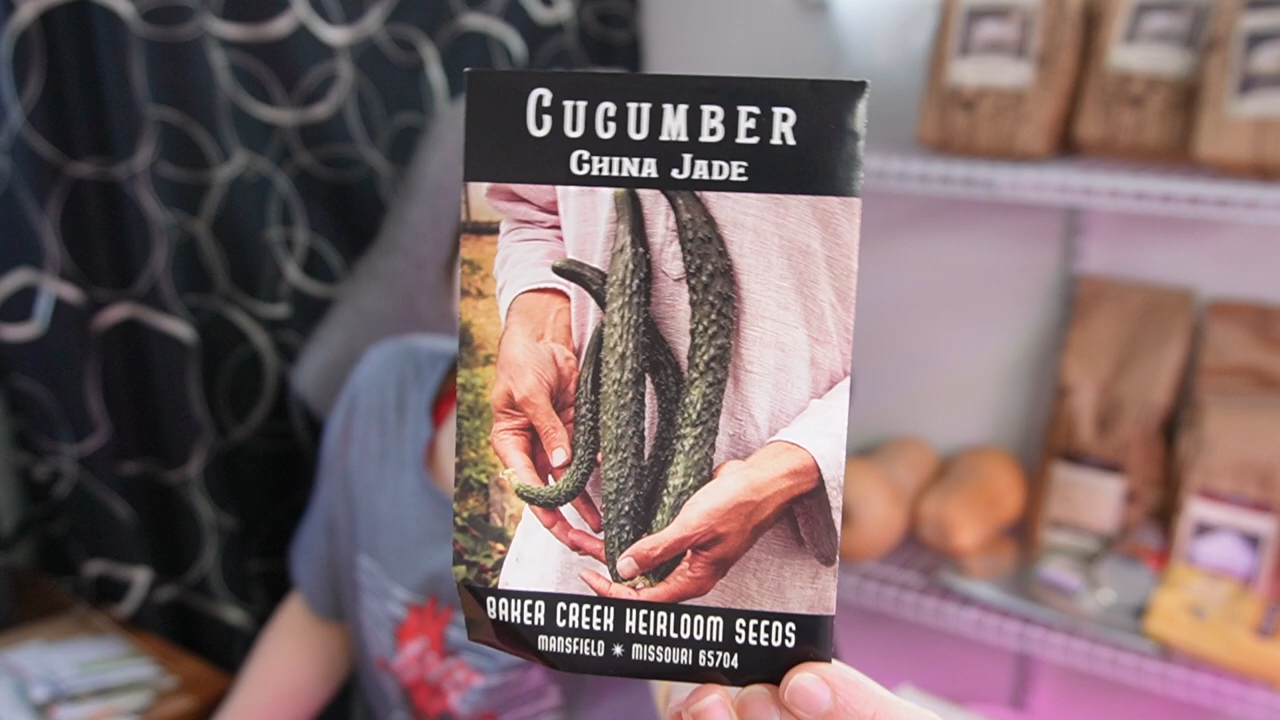 CUCUMBER
CHINA JADE
BAKER CREEK HEIRLOOM SEEDS
MANSFIELD ✷ MISSOURI 65704